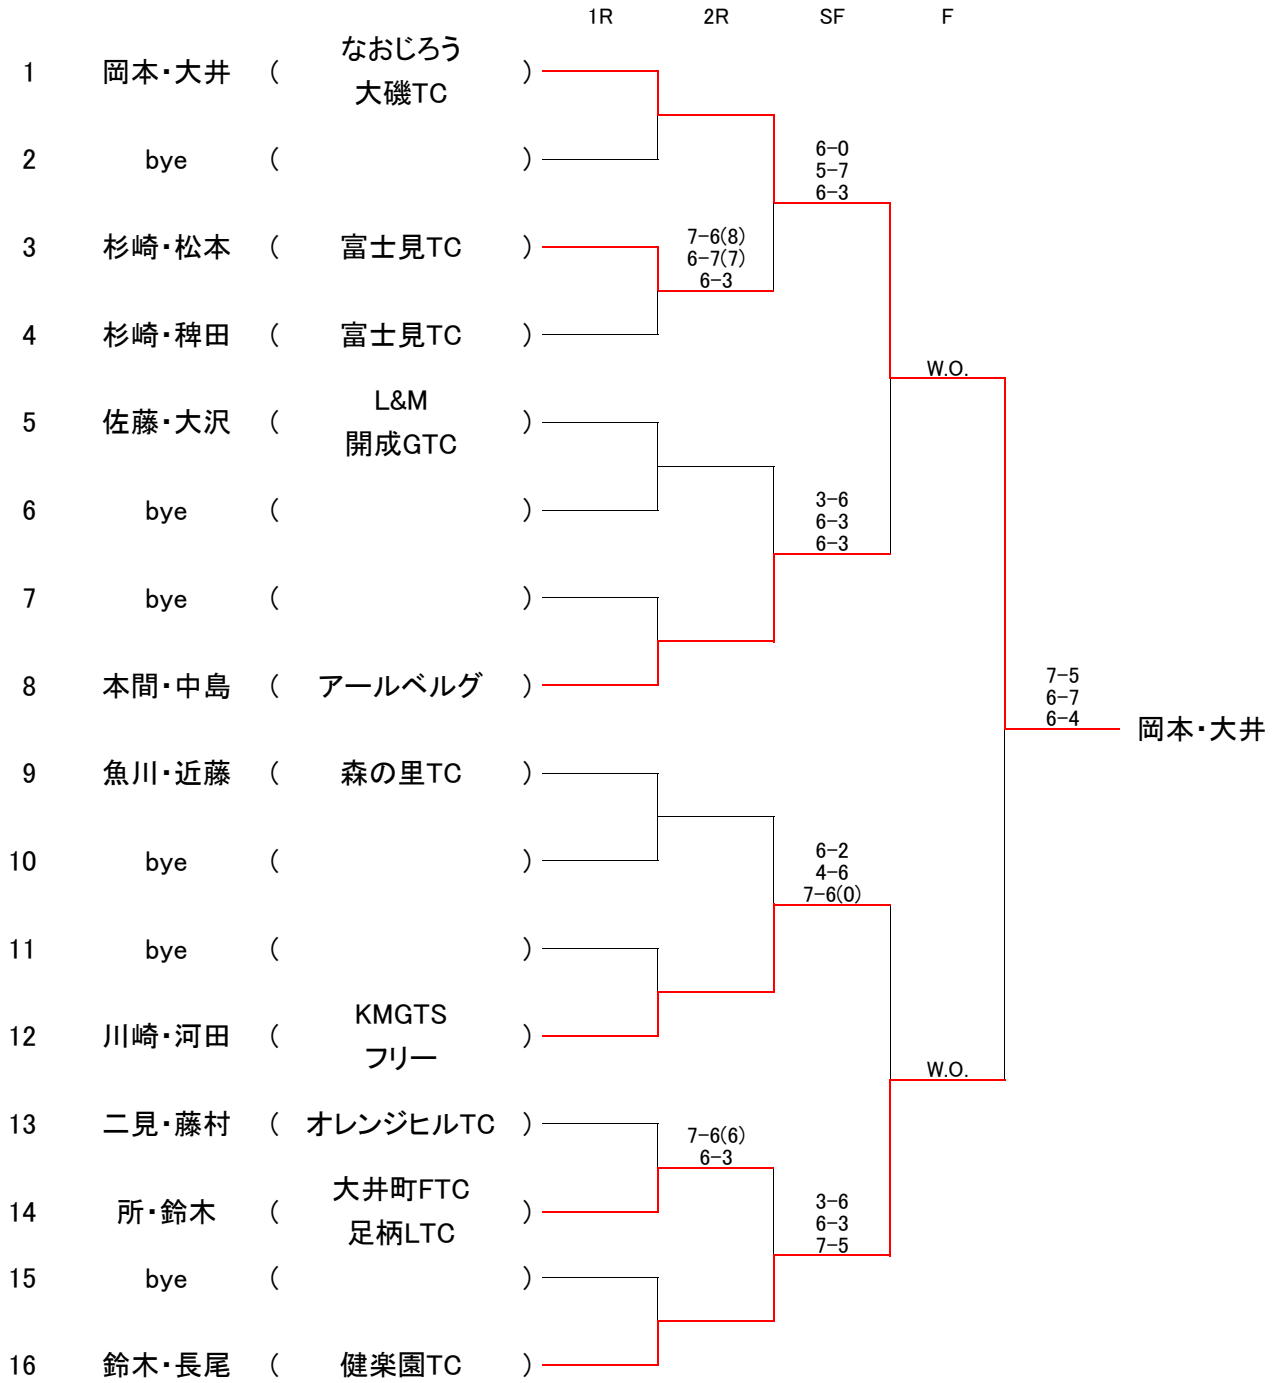 1R 2R SF F
なおじろう
1 岡本・大井 ( )
大磯TC
2 bye ( )
6-0
5-7
6-3
3 杉崎・松本 ( 富士見TC )
7-6(8)
6-7(7)
6-3
4 杉崎・稗田 ( 富士見TC )
W.O.
L&M
5 佐藤・大沢 ( )
開成GTC
6 bye ( )
3-6
6-3
6-3
7 bye ( )
8 本間・中島 ( アールベルグ )
7-5
6-7
6-4
岡本・大井
9 魚川・近藤 ( 森の里TC )
10 bye ( )
6-2
4-6
7-6(0)
11 bye ( )
KMGTS
12 川崎・河田 ( )
フリー
W.O.
13 二見・藤村 ( オレンジヒルTC )
7-6(6)
6-3
大井町FTC
14 所・鈴木 ( )
足柄LTC
3-6
6-3
7-5
15 bye ( )
16 鈴木・長尾 ( 健楽園TC )